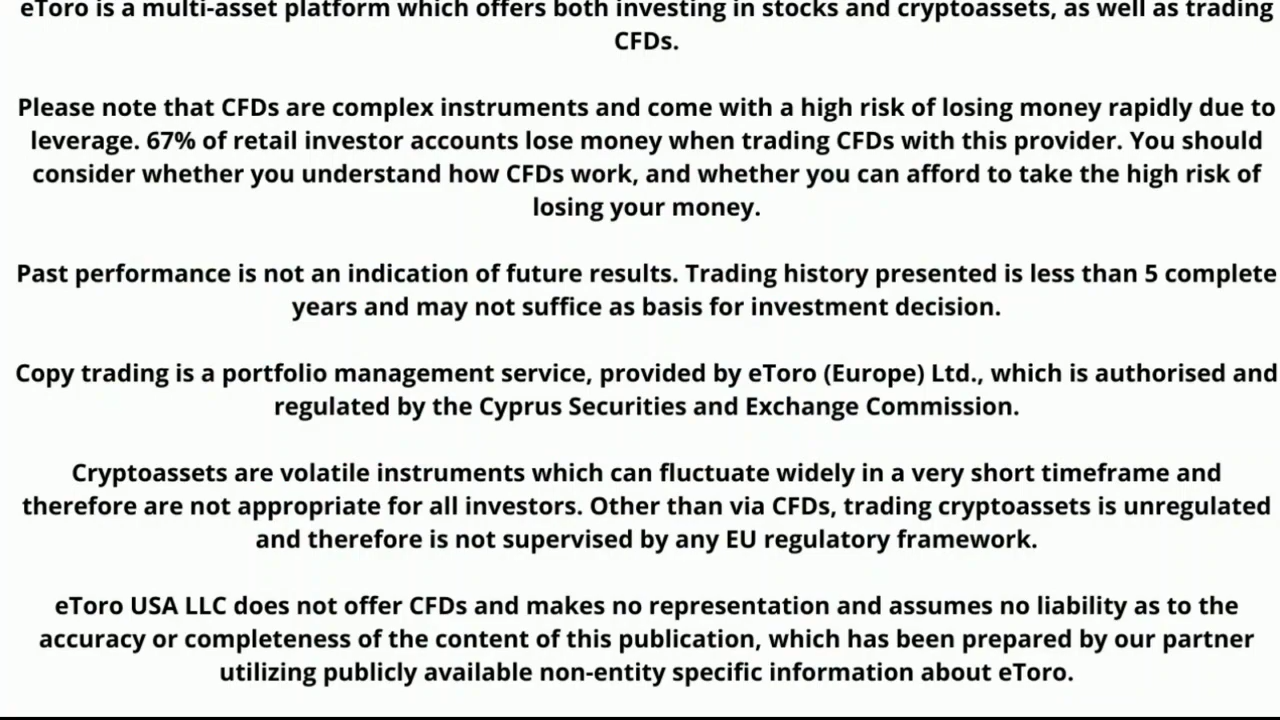 eToro is a multi-asset platform which offers both investing in stocks and cryptoassets, as well as trading
CFDs.
Please note that CFDs are complex instruments and come with a high risk of losing money rapidly due to
leverage. 67% of retail investor accounts lose money when trading CFDs with this provider. You should
consider whether you understand how CFDs work, and whether you can afford to take the high risk of
losing your money.
Past performance is not an indication of future results. Trading history presented is less than 5 complete
years and may not suffice as basis for investment decision.
Copy trading is a portfolio management service, provided by eToro (Europe) Ltd., which is authorised and
regulated by the Cyprus Securities and Exchange Commission.
Cryptoassets are volatile instruments which can fluctuate widely in a very short timeframe and
therefore are not appropriate for all investors. Other than via CFDs, trading cryptoassets is unregulated
and therefore is not supervised by any EU regulatory framework.
eToro USA LLC does not offer CFDs and makes no representation and assumes no liability as to the
accuracy or completeness of the content of this publication, which has been prepared by our partner
utilizing publicly available non-entity specific information about eToro.